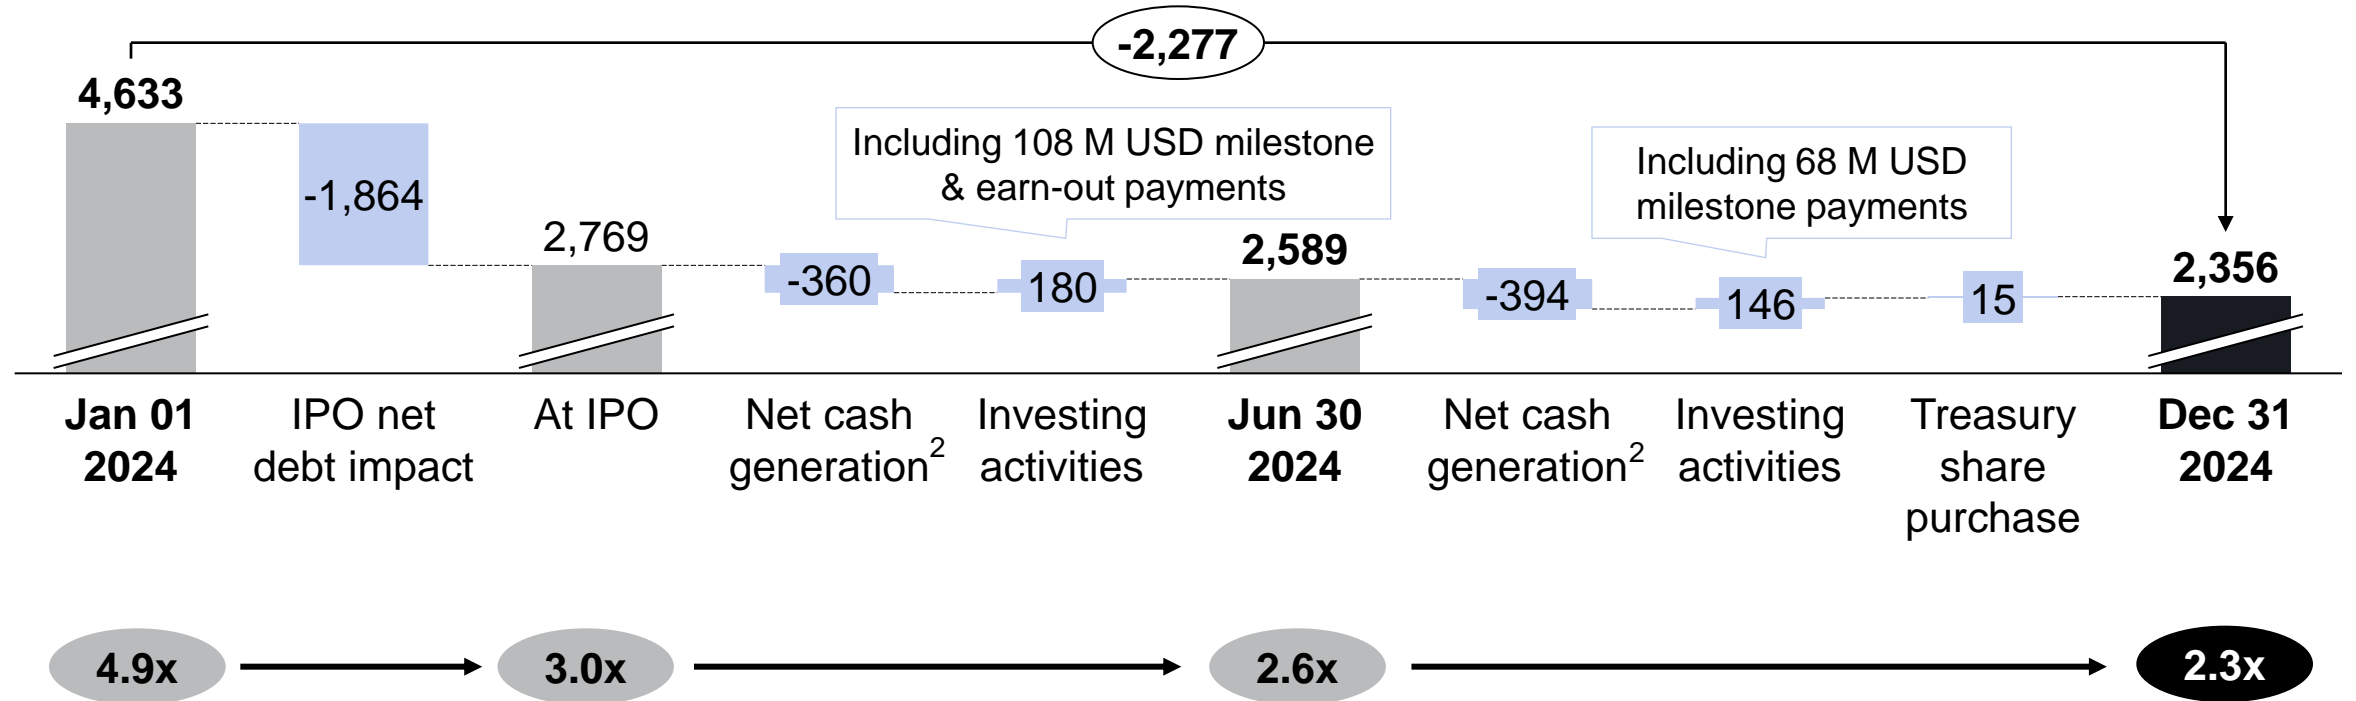 -2,277
4,633
-1,864
2,769
-360
Including 108 M USD milestone
& earn-out payments
180
2,589
-394
Including 68 M USD
milestone payments
146
15
2,356
Jan 01
2024
IPO net
debt impact
At IPO
Net cash
generation2
Investing
activities
Jun 30
2024
Net cash
generation2
Investing
activities
Treasury
share
purchase
Dec 31
2024
4.9x
3.0x
2.6x
2.3x